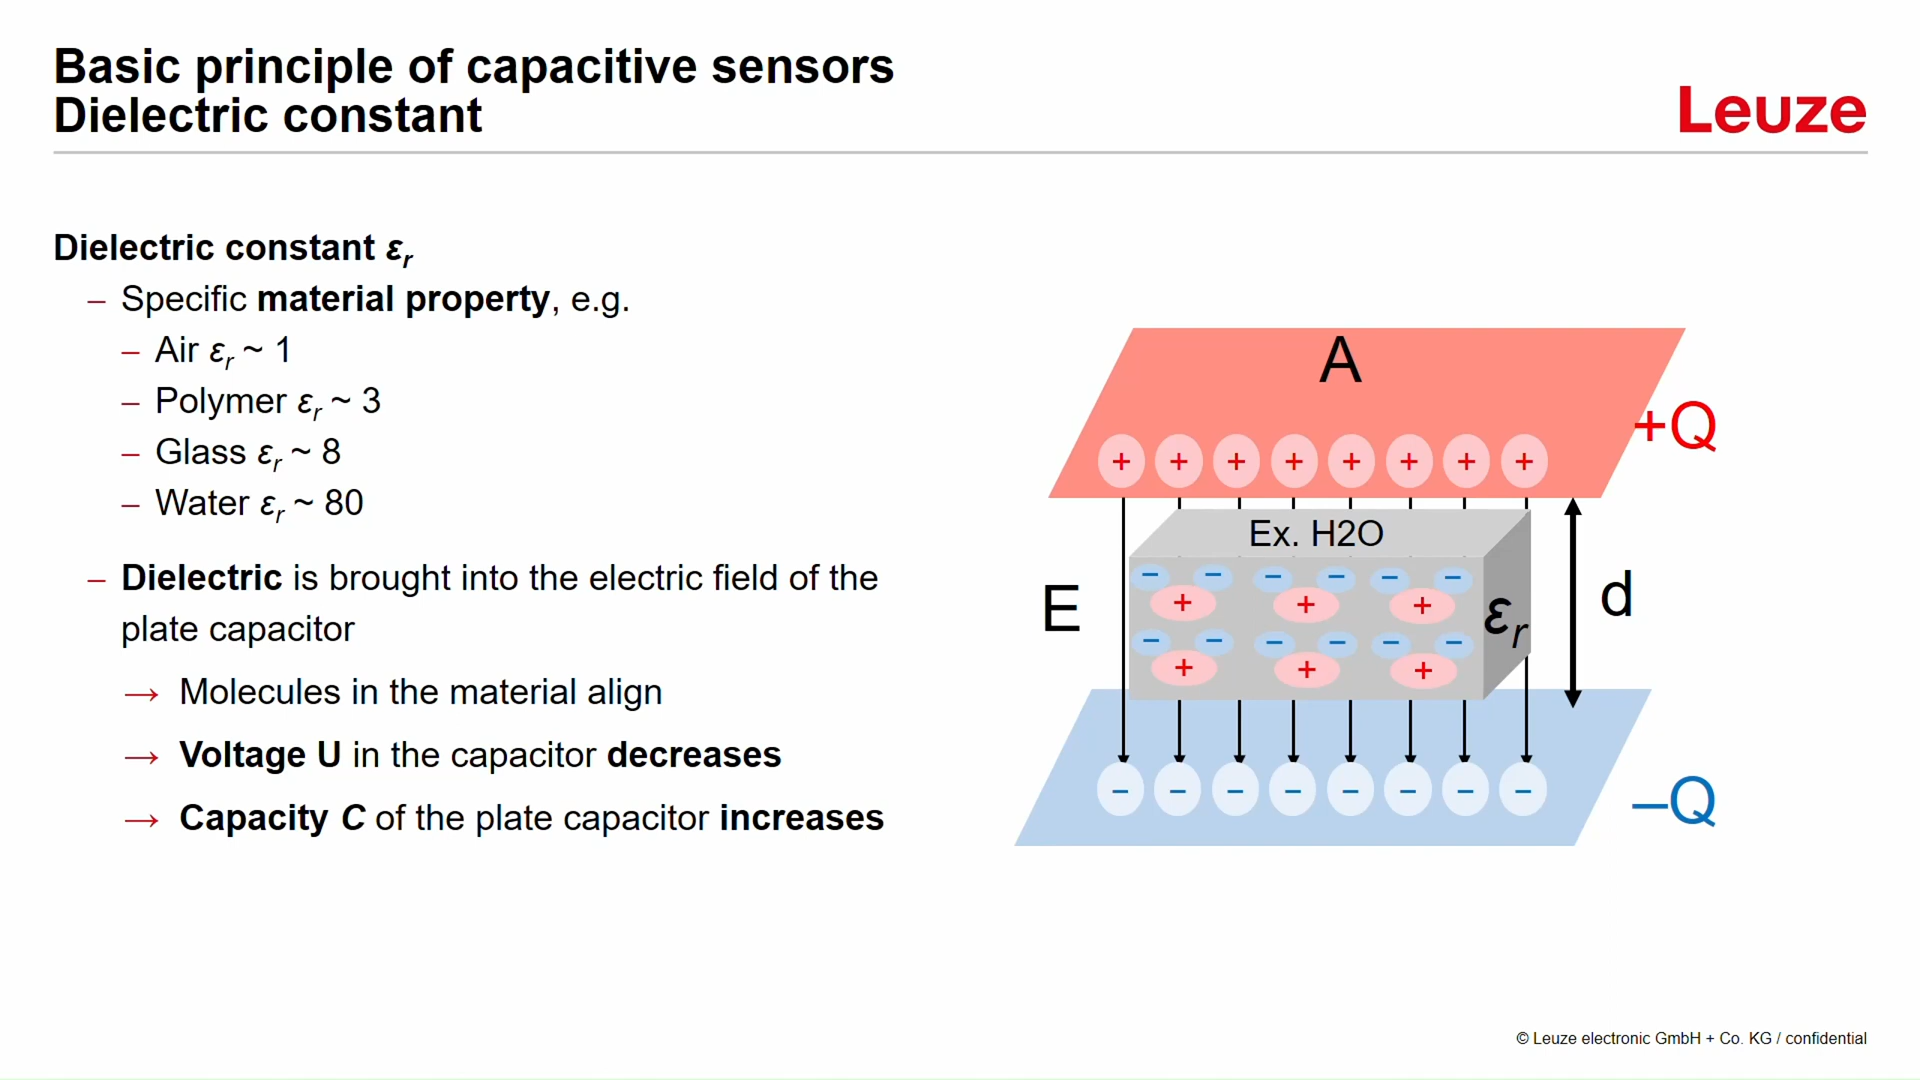 Basic principle of capacitive sensors
Dielectric constant
Leuze
Dielectric constant εr
– Specific material property, e.g.
– Air εr ~ 1
– Polymer εr ~ 3
– Glass εr ~ 8
– Water εr ~ 80
– Dielectric is brought into the electric field of the
plate capacitor
→ Molecules in the material align
→ Voltage U in the capacitor decreases
→ Capacity C of the plate capacitor increases
A
+Q
+ + + + + + + +
Ex. H2O
E
− − − − − −
+ + +
− − − − − −
+ + +
εr
d
− − − − − − − −
–Q
© Leuze electronic GmbH + Co. KG / confidential